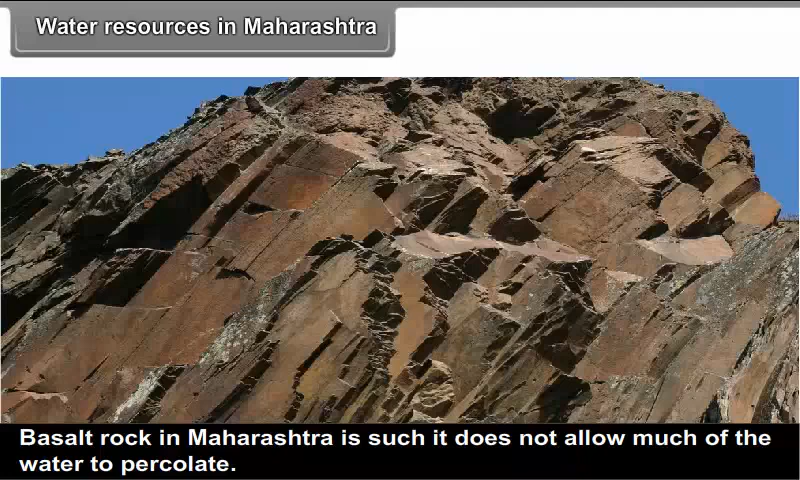 Water resources in Maharashtra
Basalt rock in Maharashtra is such it does not allow much of the
water to percolate.